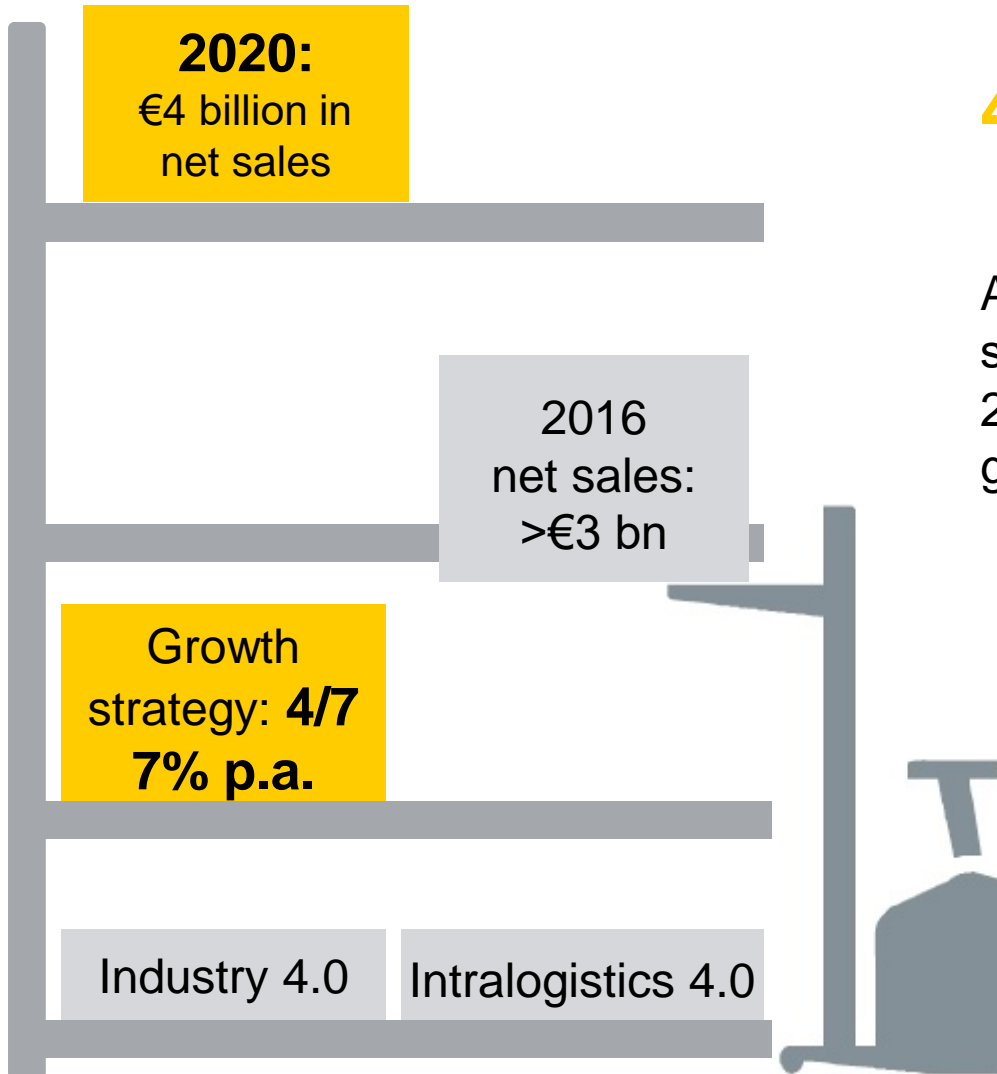 2020:
€4 billion in
net sales
2016
net sales:
>€3 bn
Growth
strategy: 4/7
7% p.a.
Industry 4.0
Intralogistics 4.0